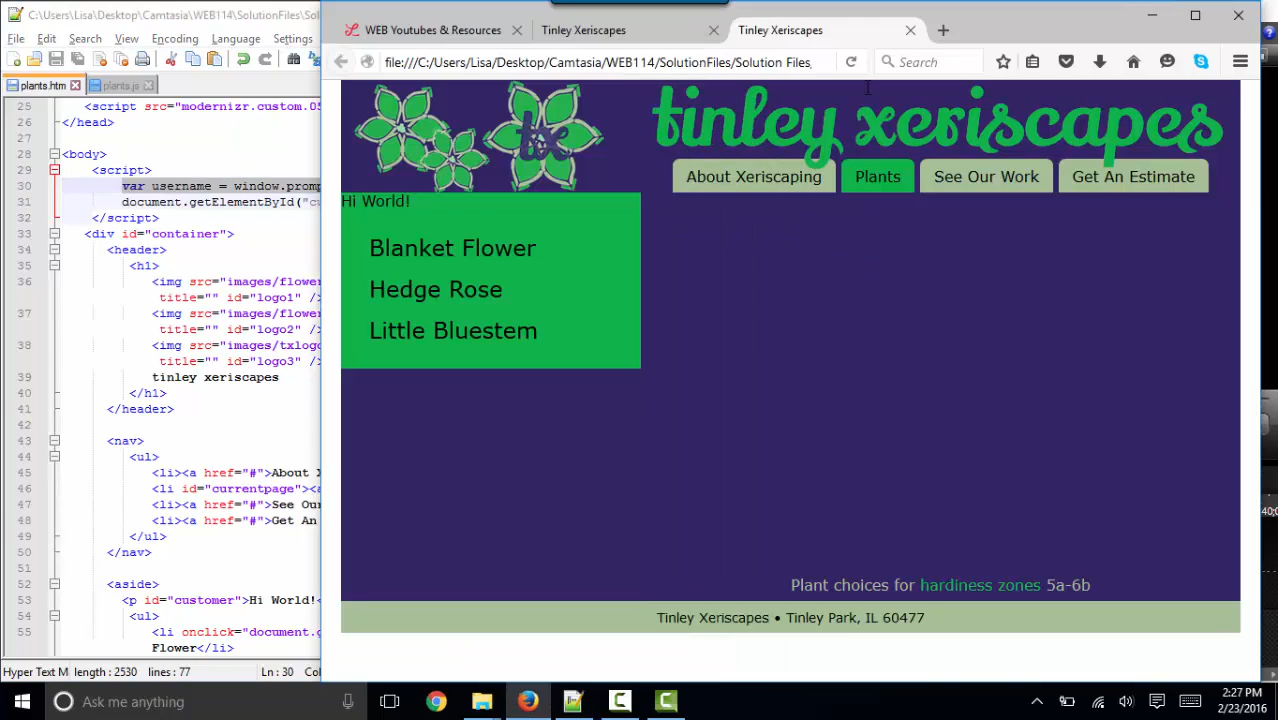 C:\Users\Lisa\Desktop\Camtasia\WEB114\SolutionFiles\Sol
File Edit Search View Encoding Language Settings
plants.htm plants.js
25 <script src="modernizr.custom.05
26 </head>
27
28 <body>
29 <script>
30 var username = window.promp
31 document.getElementById("cu
32 </script>
33 <div id="container">
34 <header>
35 <h1>
36 <img src="images/flower
title="" id="logo1" />
37 <img src="images/flower
title="" id="logo2" />
38 <img src="images/txlogo
title="" id="logo3" />
39 tinley xeriscapes
40 </h1>
41 </header>
42
43 <nav>
44 <ul>
45 <li><a href="#">About X
46 <li id="currentpage"><a
47 <li><a href="#">See Our
48 <li><a href="#">Get An
49 </ul>
50 </nav>
51
52 <aside>
53 <p id="customer">Hi World!<
54 <ul>
55 <li onclick="document.g
Flower</li>
Hyper Text M length : 2530 lines : 77 Ln : 30 Col
WEB Youtubes & Resources
Tinley Xeriscapes
Tinley Xeriscapes
file:///C:/Users/Lisa/Desktop/Camtasia/WEB114/SolutionFiles/Solution Files,
Search
txc
tinley xeriscapes
About Xeriscaping
Plants
See Our Work
Get An Estimate
Hi World!
Blanket Flower
Hedge Rose
Little Bluestem
Plant choices for hardiness zones 5a-6b
Tinley Xeriscapes • Tinley Park, IL 60477
40;0
Ask me anything
2:27 PM
2/23/2016